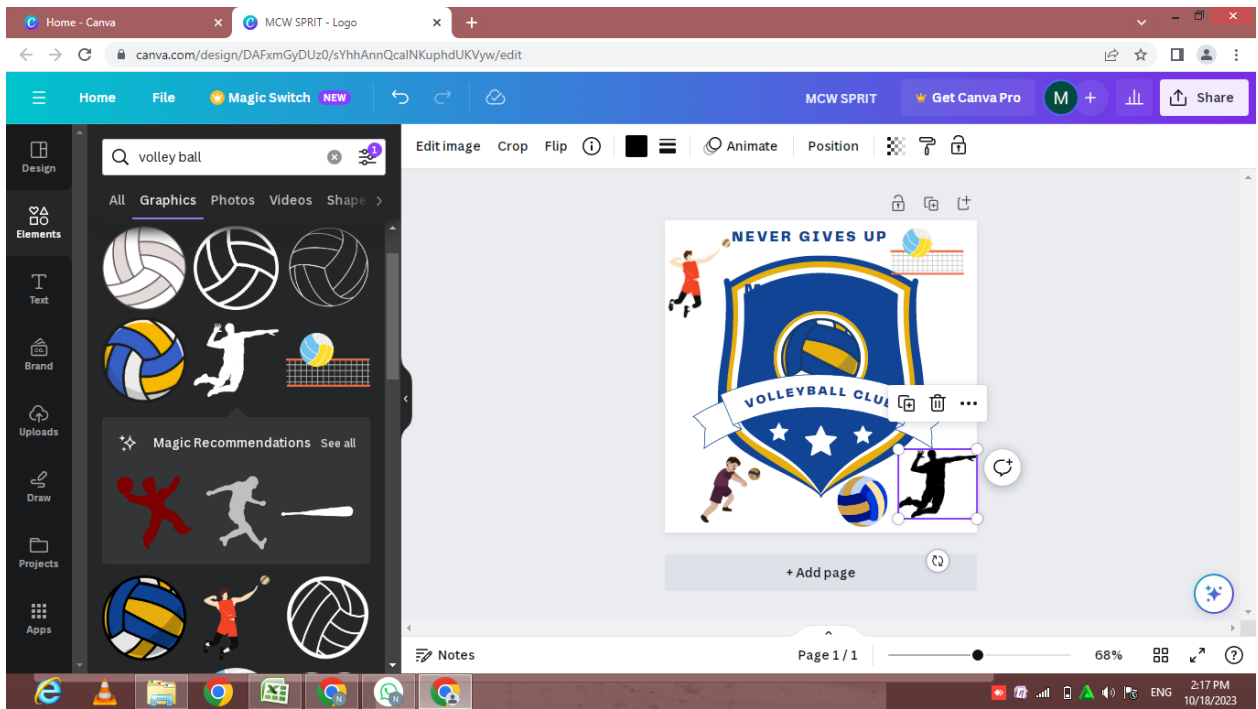 Home - Canva
MCW SPRIT - Logo
canva.com/design/DAFxmGyDUz0/sYhhAnnQcaINKuphdUKVyw/edit
Home File Magic Switch NEW MCW SPRIT Get Canva Pro M Share
Design
Elements
Text
Brand
CO.
Uploads
Draw
Projects
Apps
volley ball
1
All Graphics Photos Videos Shape
Magic Recommendations See all
Edit image Crop Flip Animate Position
NEVER GIVES UP
VOLLEYBALL CLUB
+ Add page
Notes Page 1 / 1 68%
ENG 2:17 PM
10/18/2023